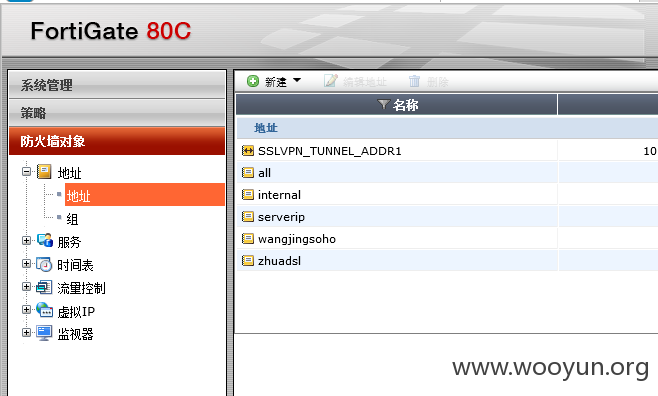 FortiGate 80C
系统管理
策略
防火墙对象
地址
地址
组
服务
时间表
流量控制
虚拟IP
监视器
新建 编辑地址 删除
名称
地址
SSLVPN_TUNNEL_ADDR1 10
all
internal
serverip
wangjingsoho
zhuadsl
www.wooyun.org